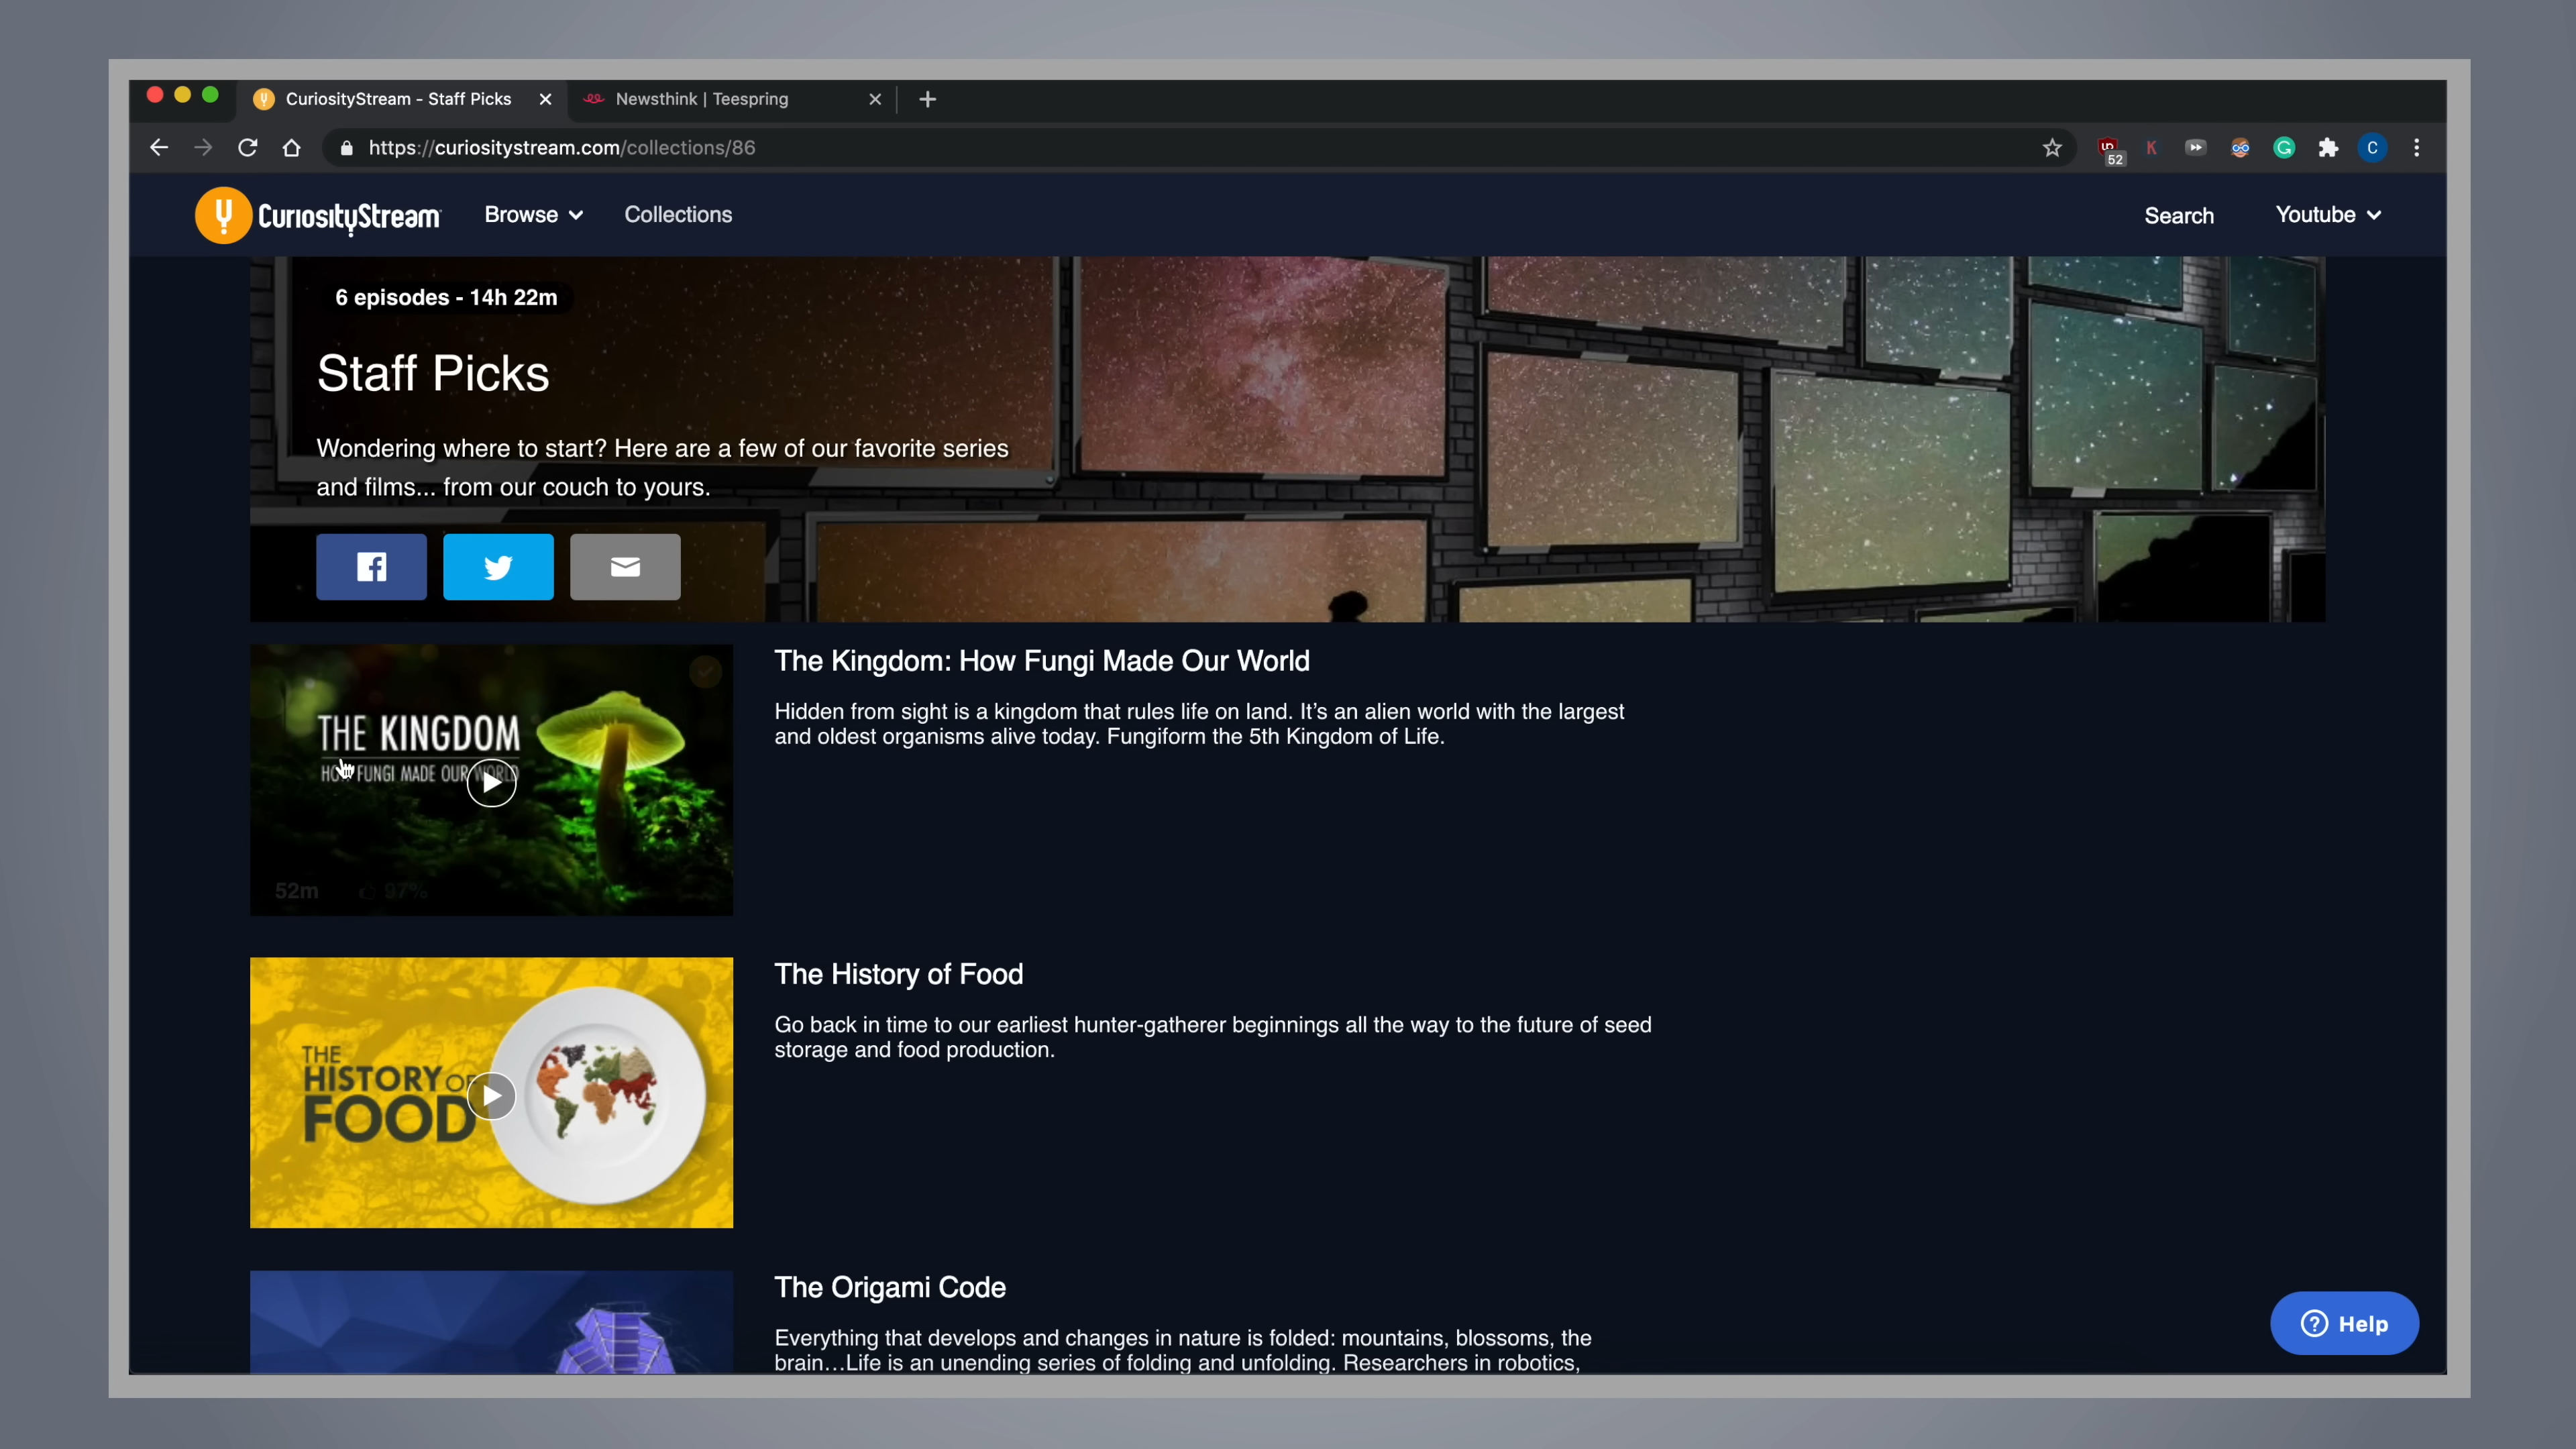 CuriosityStream - Staff Picks
Newsthink | Teespring
https://curiositystream.com/collections/86
52
K
G
C
CuriosityStream
Browse
Collections
Search
Youtube
6 episodes - 14h 22m
Staff Picks
Wondering where to start? Here are a few of our favorite series
and films... from our couch to yours.
THE KINGDOM
HOW FUNGI MADE OUR WORLD
52m
97%
The Kingdom: How Fungi Made Our World
Hidden from sight is a kingdom that rules life on land. It’s an alien world with the largest
and oldest organisms alive today. Fungiform the 5th Kingdom of Life.
THE
HISTORY OF
FOOD
The History of Food
Go back in time to our earliest hunter-gatherer beginnings all the way to the future of seed
storage and food production.
The Origami Code
Everything that develops and changes in nature is folded: mountains, blossoms, the
brain…Life is an unending series of folding and unfolding. Researchers in robotics,
Help